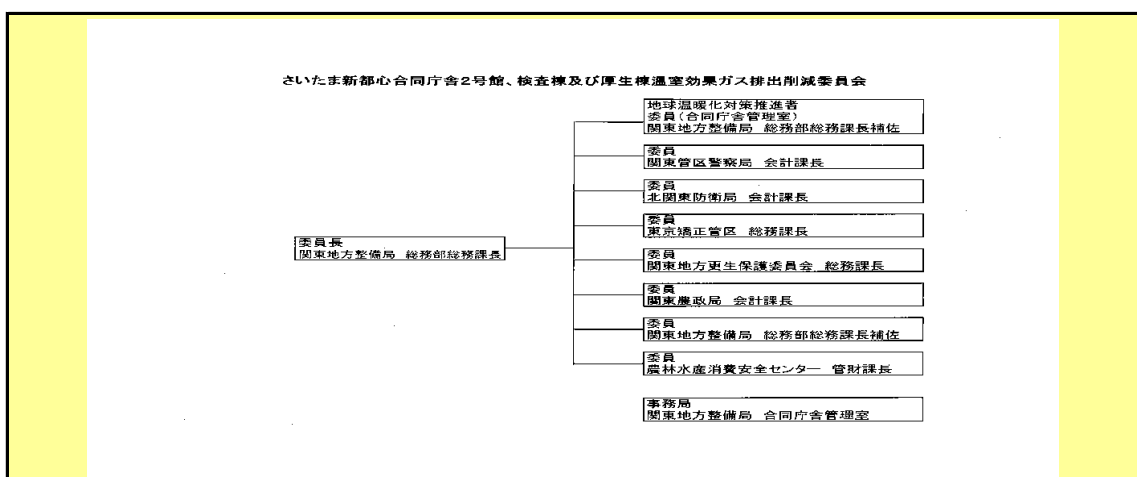 さいたま新都心合同庁舎2号館、検査棟及び厚生棟温室効果ガス排出削減委員会
委員長
関東地方整備局 総務部総務課長
地球温暖化対策推進者
委員(合同庁舎管理室)
関東地方整備局 総務部総務課長補佐
委員
関東管区警察局 会計課長
委員
北関東防衛局 会計課長
委員
東京矯正管区 総務課長
委員
関東地方更生保護委員会 総務課長
委員
関東農政局 会計課長
委員
関東地方整備局 総務部総務課長補佐
委員
農林水産消費安全センター 管財課長
事務局
関東地方整備局 合同庁舎管理室